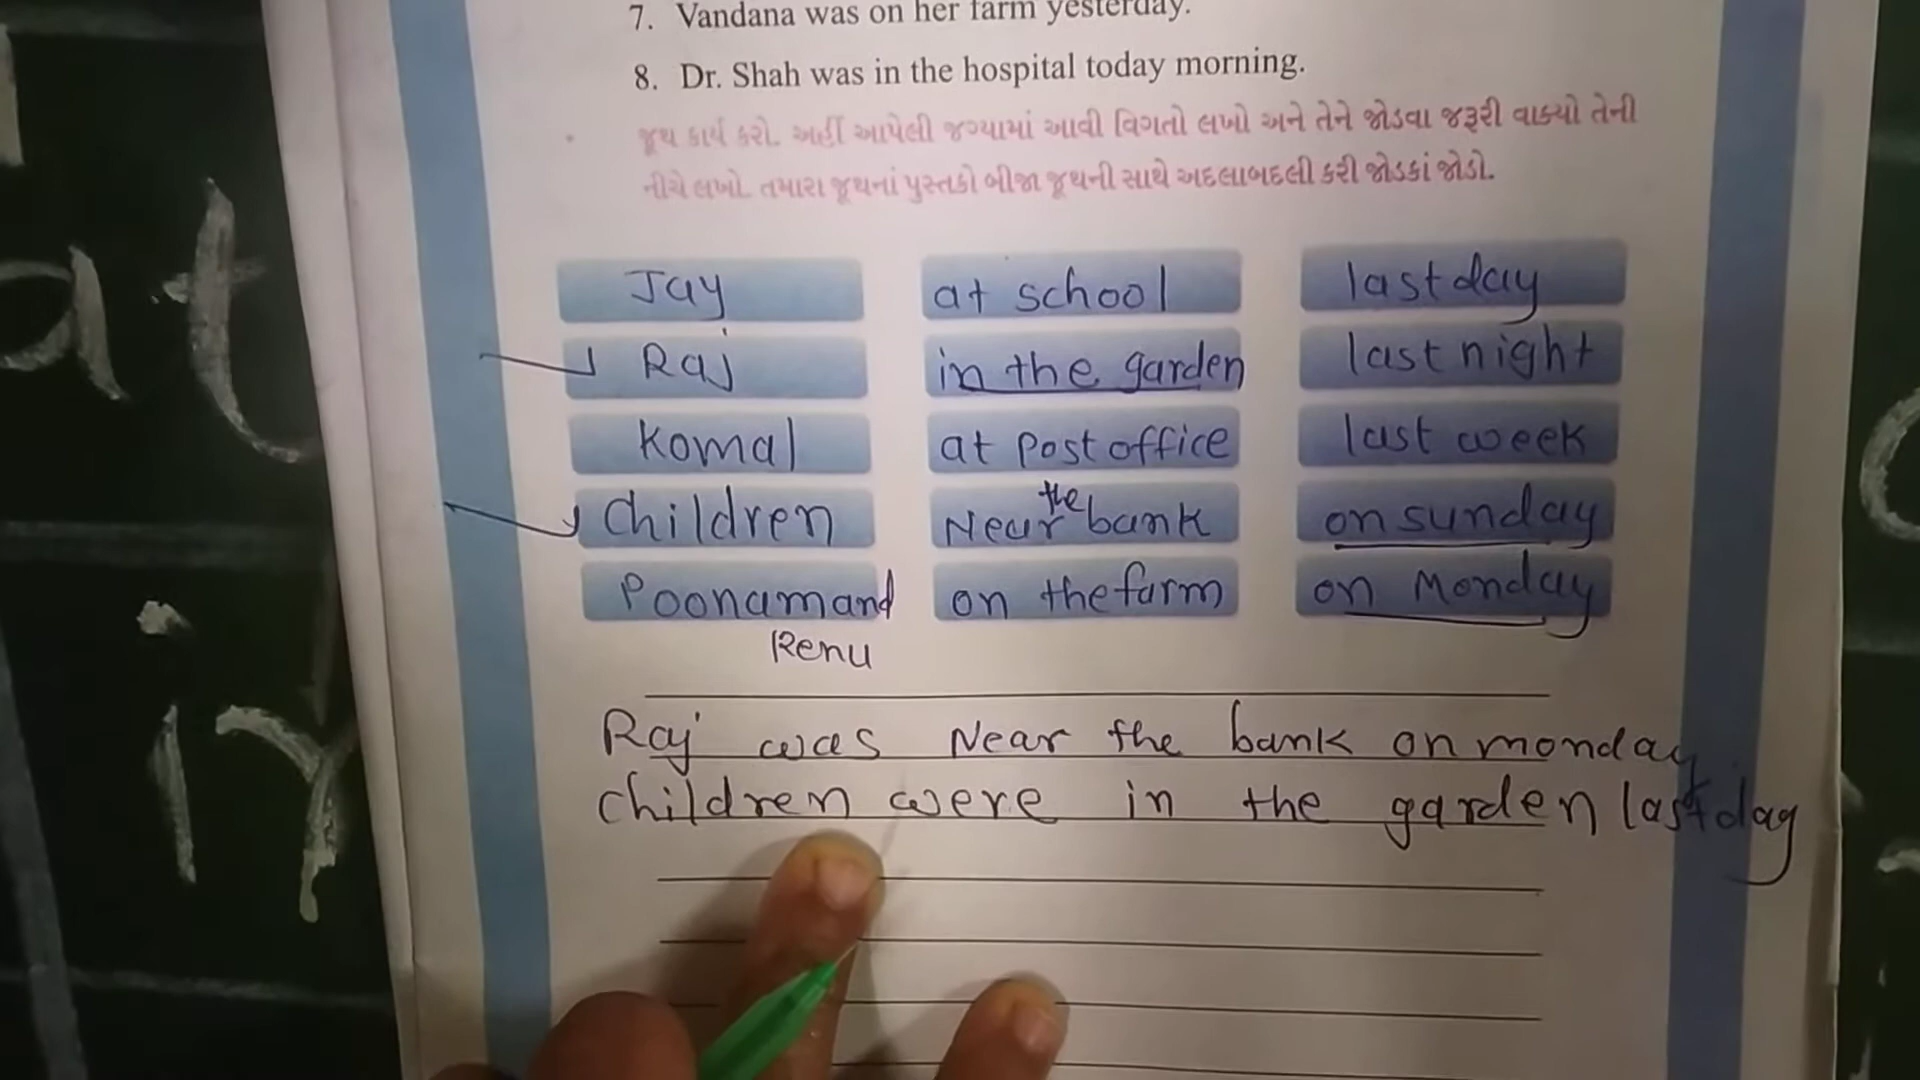 7. Vandana was on her farm yesterday.
8. Dr. Shah was in the hospital today morning.
જૂથ કાર્ય કરો. અહીં આપેલી જગ્યામાં આવી વિગતો લખો અને તેને જોડવા જરૂરી વાક્યો તેની
નીચે લખો. તમારા જૂથનાં પુસ્તકો બીજા જૂથની સાથે અદલાબદલી કરી જોડકાં જોડો.
Jay at school last day
Raj in the garden last night
Komal at post office last week
Children Near the bank on sunday
Poonam and Renu on the farm on Monday
Raj was Near the bank on monday
children were in the garden last day
at
in